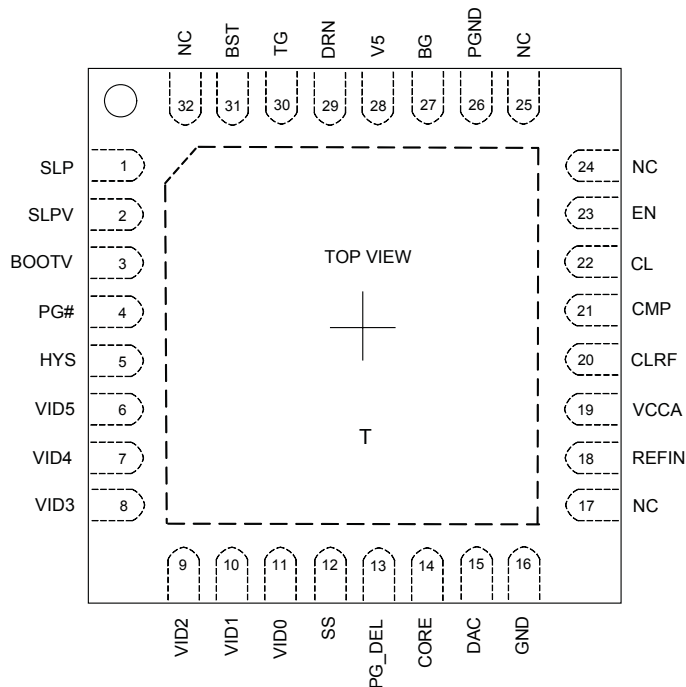 NC BST TG DRN V5 BG PGND NC
32 31 30 29 28 27 26 25
SLP 1 24 NC
SLPV 2 23 EN
BOOTV 3 22 CL
TOP VIEW
PG# 4 21 CMP
HYS 5 20 CLRF
VID5 6 19 VCCA
T
VID4 7 18 REFIN
VID3 8 17 NC
9 10 11 12 13 14 15 16
VID2 VID1 VID0 SS PG_DEL CORE DAC GND